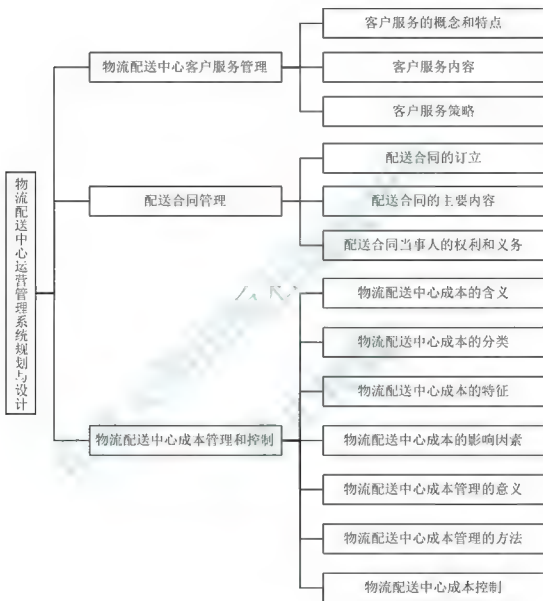 物流配送中心运营管理系统规划与设计
物流配送中心客户服务管理
客户服务的概念和特点
客户服务内容
客户服务策略
配送合同管理
配送合同的订立
配送合同的主要内容
配送合同当事人的权利和义务
物流配送中心成本管理和控制
物流配送中心成本的含义
物流配送中心成本的分类
物流配送中心成本的特征
物流配送中心成本的影响因素
物流配送中心成本管理的意义
物流配送中心成本管理的方法
物流配送中心成本控制